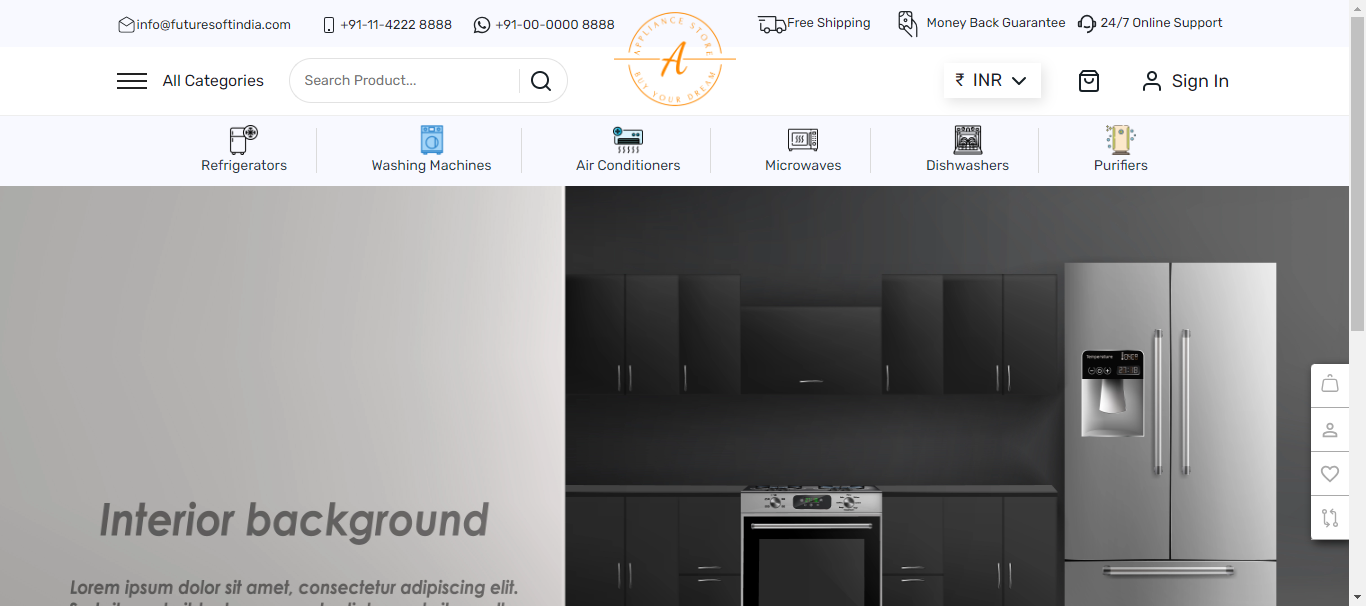 info@futuresoftindia.com
+91-11-4222 8888
+91-00-0000 8888
Free Shipping
Money Back Guarantee
24/7 Online Support
APPLIANCE STORE
A
BUY YOUR DREAM
All Categories
Search Product...
₹ INR
Sign In
Refrigerators
Washing Machines
Air Conditioners
Microwaves
Dishwashers
Purifiers
Temperature
Interior background
Lorem ipsum dolor sit amet, consectetur adipiscing elit.